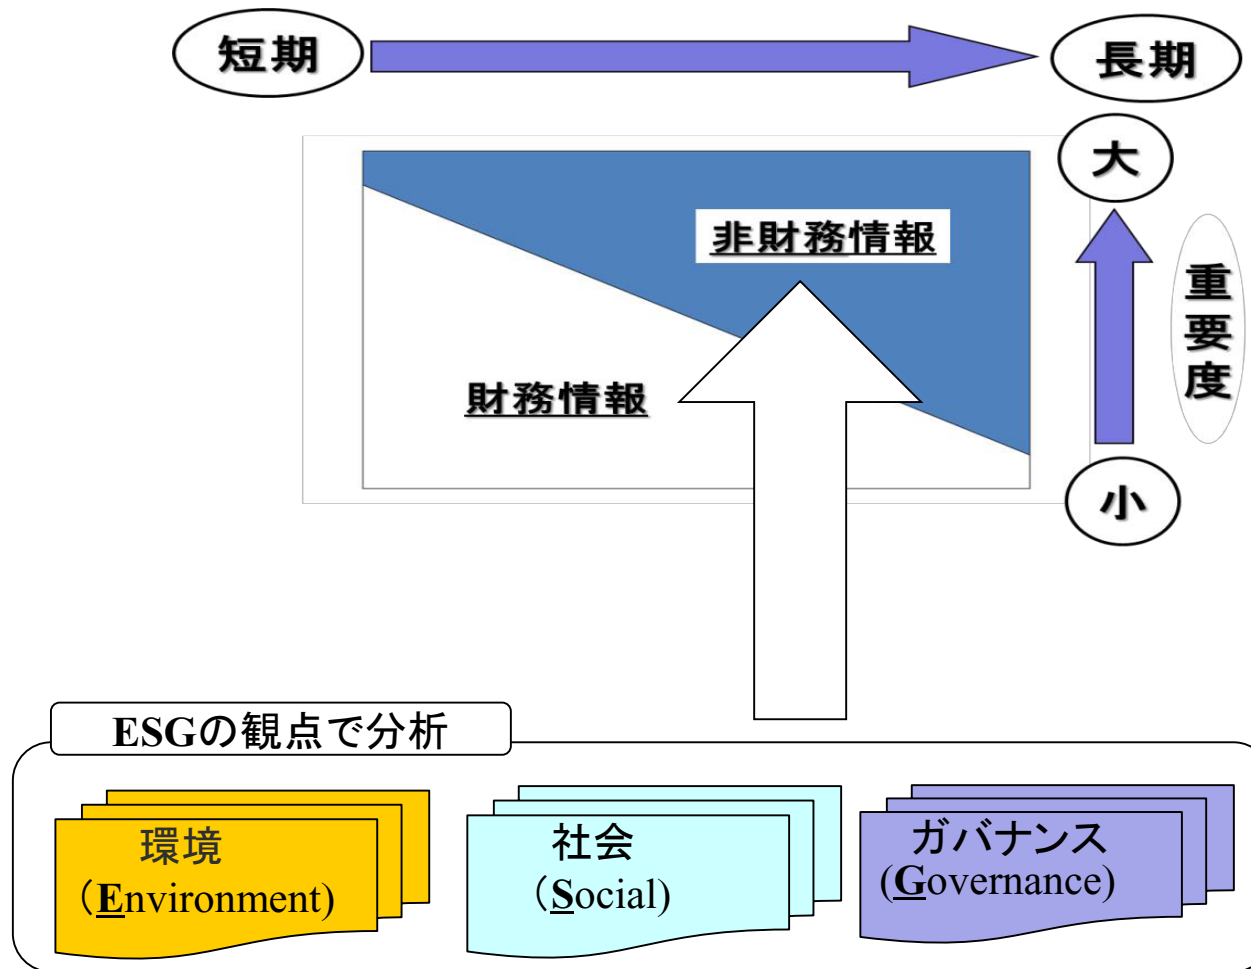 短期
長期
大
非財務情報
重要度
財務情報
小
ESGの観点で分析
環境
（Environment)
社会
（Social)
ガバナンス
(Governance)